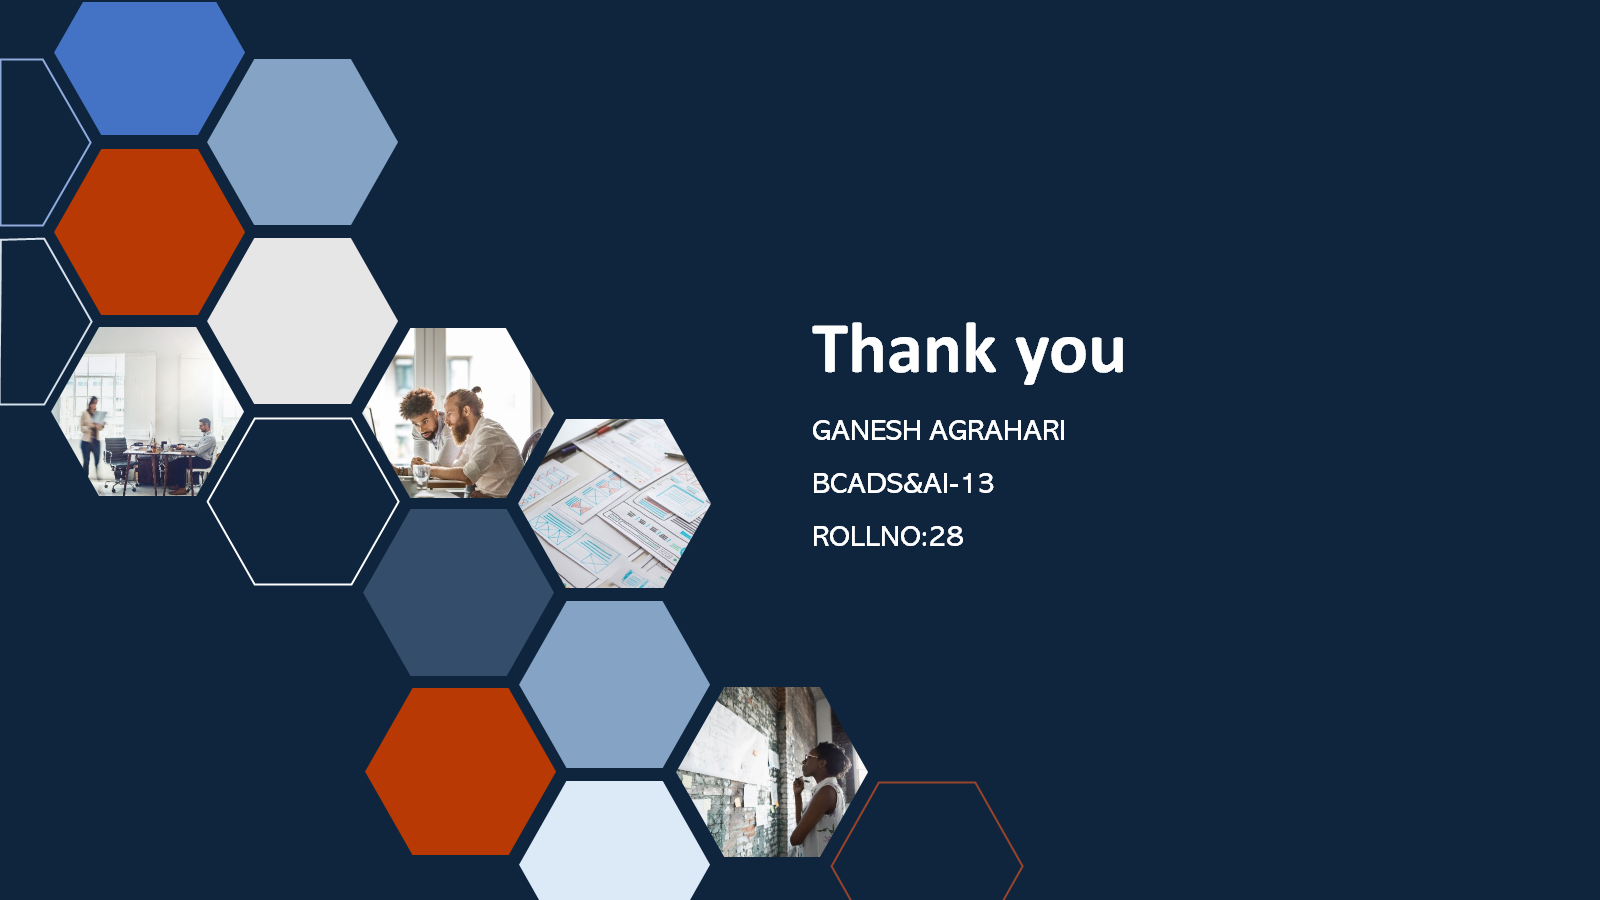 Thank you
GANESH AGRAHARI
BCADS&AI-13
ROLLNO:28